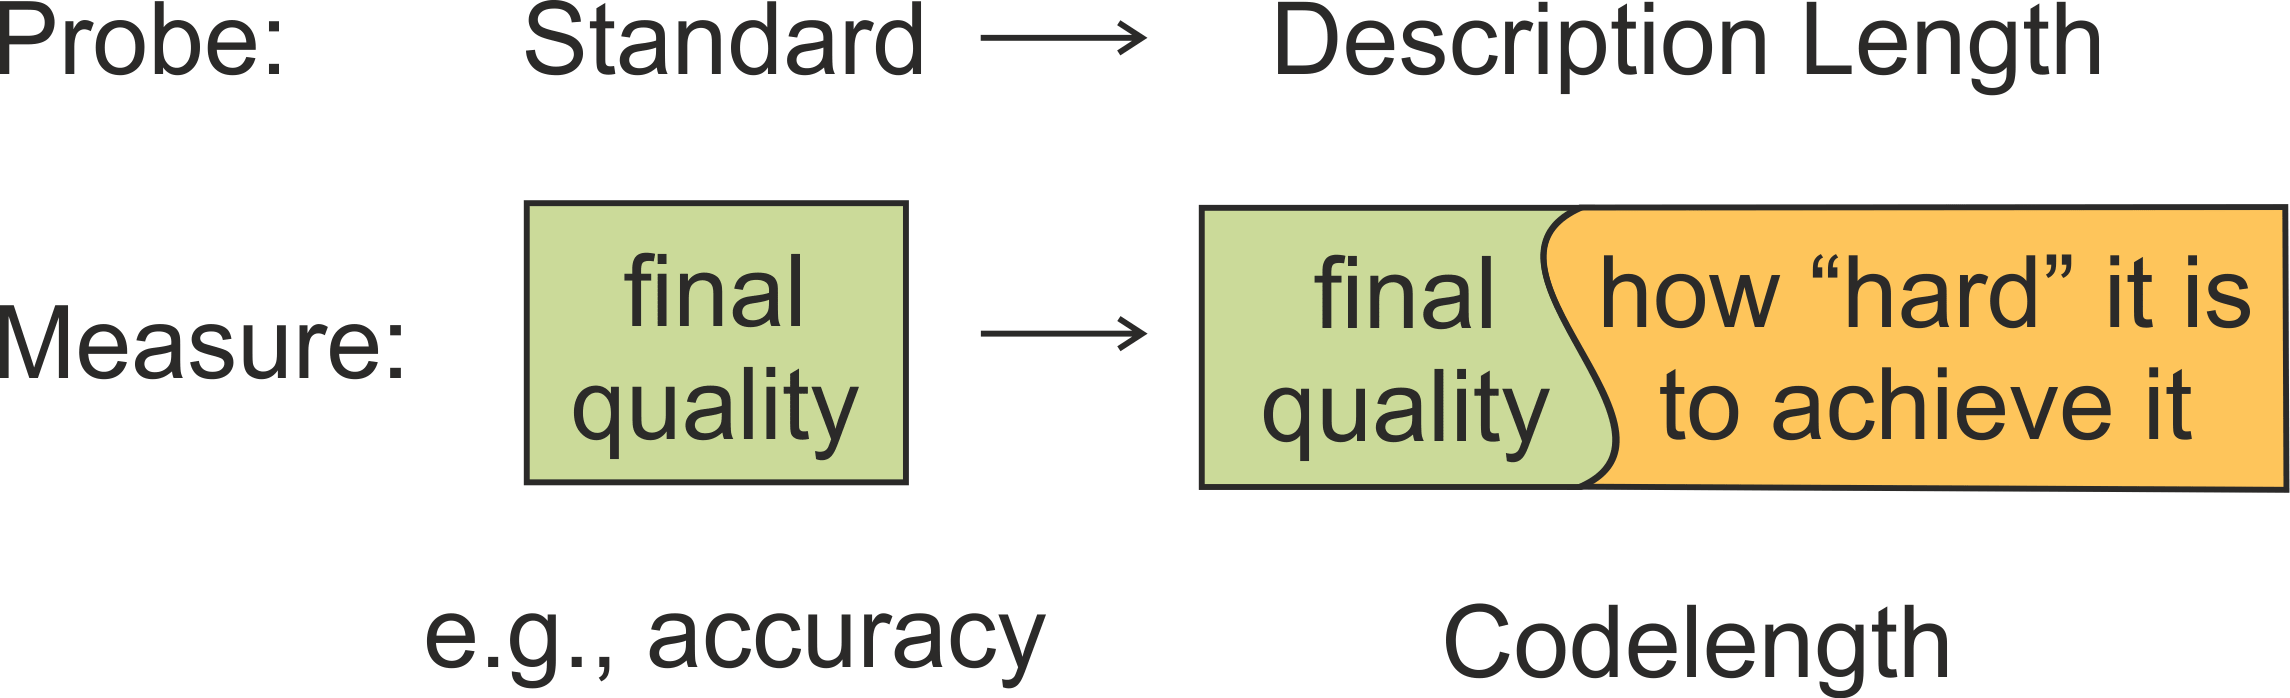 Probe: Standard → Description Length
Measure: final quality → final quality how “hard” it is to achieve it
e.g., accuracy Codelength